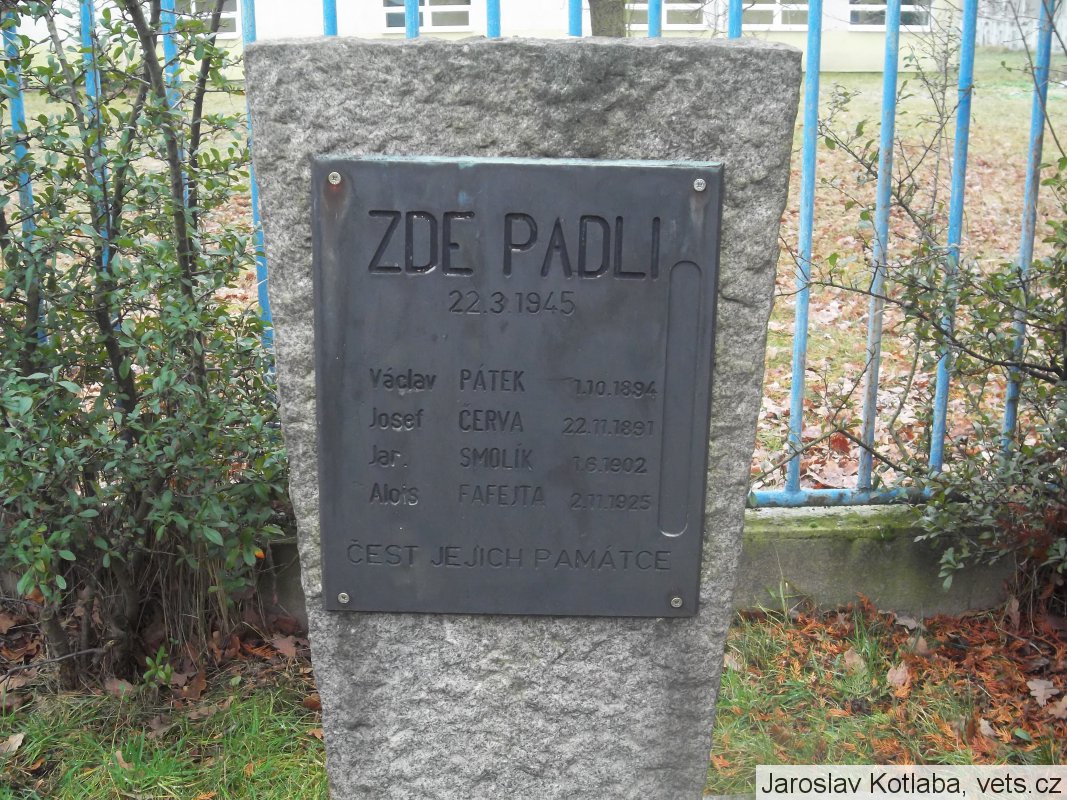 ZDE PADLI
22.3.1945
Václav PÁTEK 1.10.1894
Josef ČERVA 22.11.1891
Jar. SMOLÍK 1.6.1902
Alois FAFEJTA 2.11.1925
ČEST JEJICH PAMÁTCE
Jaroslav Kotlaba, vets.cz